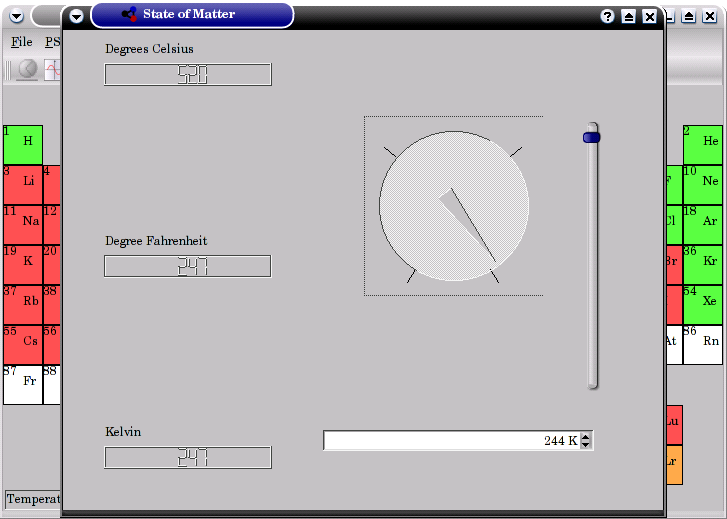 State of Matter
File PS
Degrees Celsius
520
1 H
2 He
3 Li 4
F 10 Ne
11 Na 12
Cl 18 Ar
Degree Fahrenheit
247
19 K 20
Br 36 Kr
37 Rb 38
54 Xe
55 Cs 56
At 86 Rn
87 Fr 88
Kelvin
247
244 K
Lu
Lr
Temperat